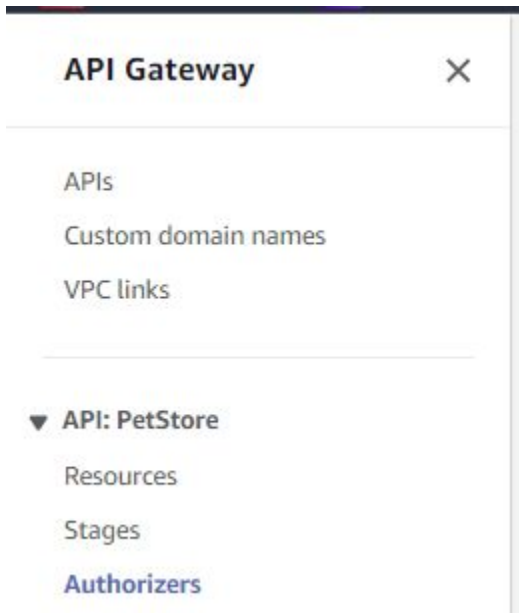 API Gateway
APIs
Custom domain names
VPC links
API: PetStore
Resources
Stages
Authorizers